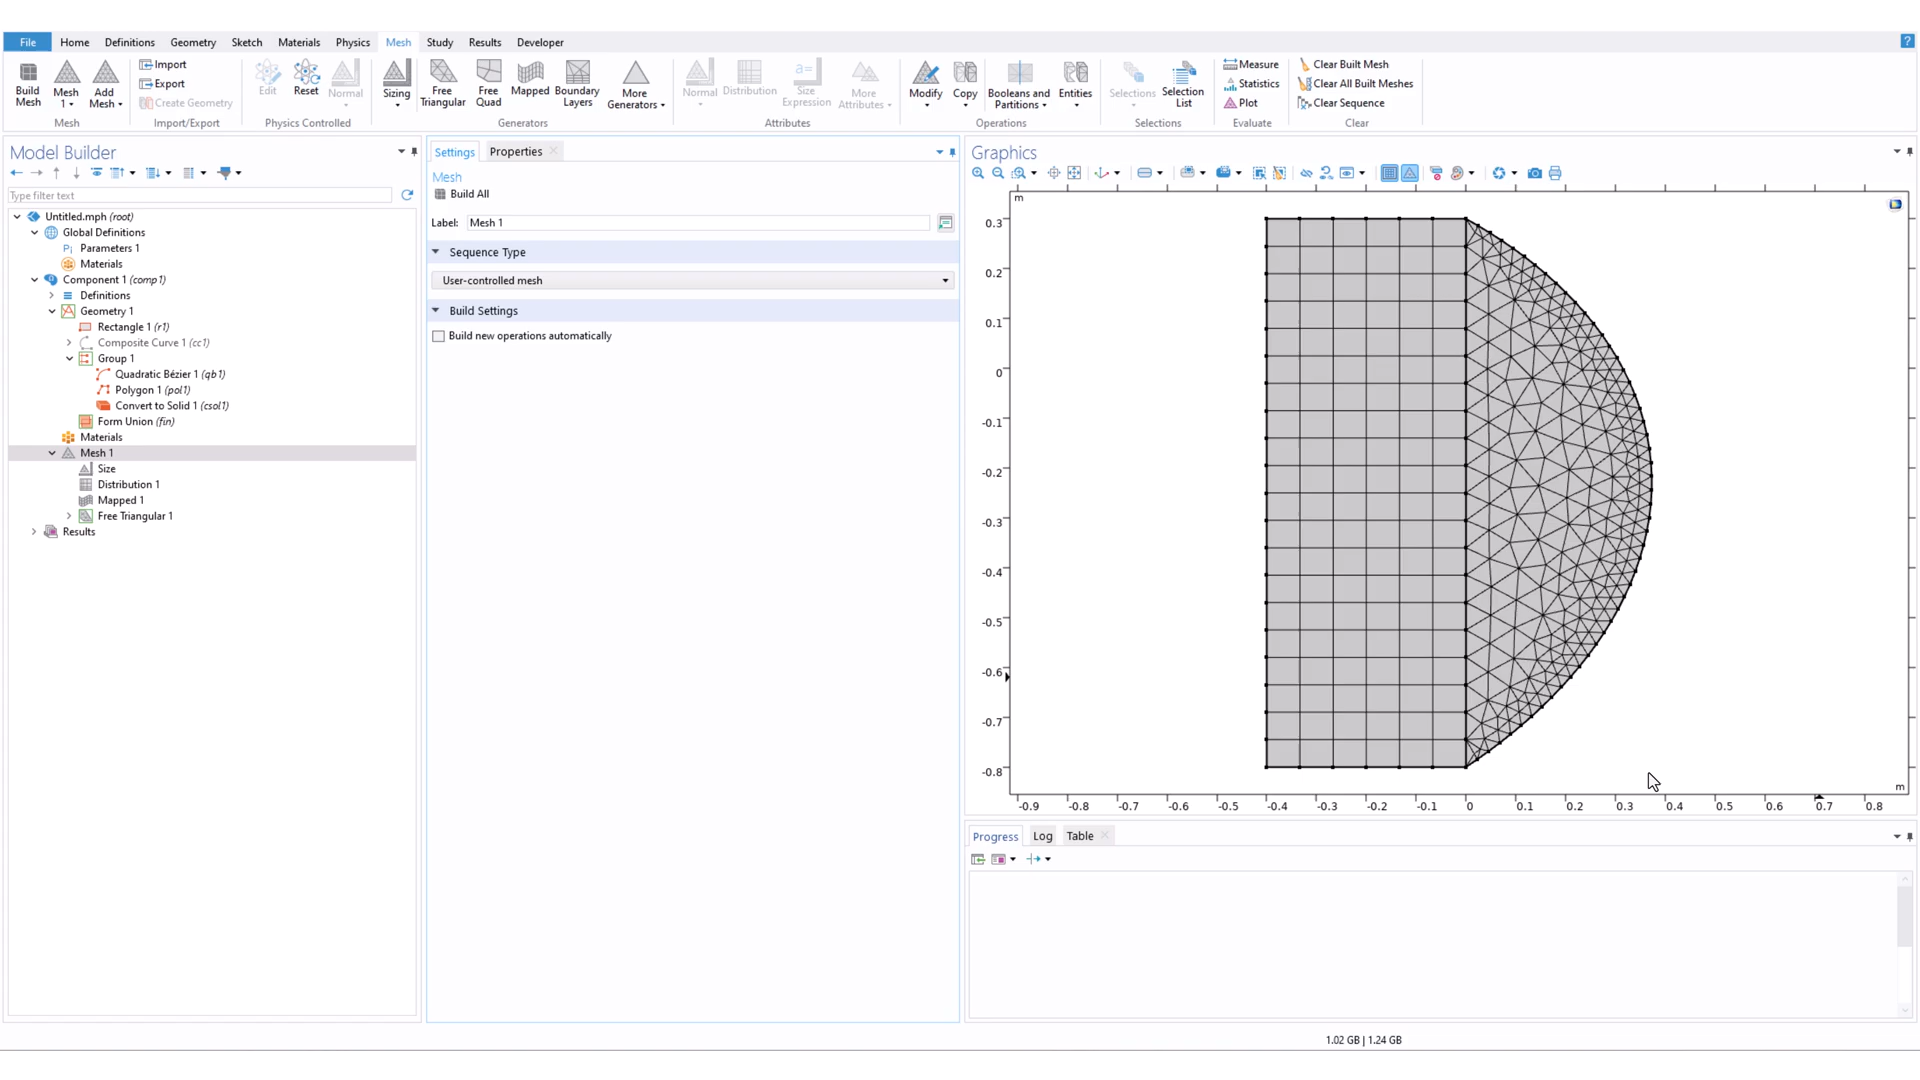 File Home Definitions Geometry Sketch Materials Physics Mesh Study Results Developer ?
Build Mesh
Mesh 1
Add Mesh
Import
Export
Create Geometry
Edit
Reset
Normal
Sizing
Free Triangular
Free Quad
Mapped
Boundary Layers
More Generators
Normal
Distribution
a=
Size Expression
More Attributes
Modify
Copy
Booleans and Partitions
Entities
Selections
Selection List
Measure
Statistics
Plot
Clear Built Mesh
Clear All Built Meshes
Clear Sequence
Mesh Import/Export Physics Controlled Generators Attributes Operations Selections Evaluate Clear
Model Builder
Type filter text
Untitled.mph (root)
Global Definitions
Pi Parameters 1
Materials
Component 1 (comp1)
Definitions
Geometry 1
Rectangle 1 (r1)
Composite Curve 1 (cc1)
Group 1
Quadratic Bézier 1 (qb1)
Polygon 1 (pol1)
Convert to Solid 1 (csol1)
Form Union (fin)
Materials
Mesh 1
Size
Distribution 1
Mapped 1
Free Triangular 1
Results
Settings Properties
Mesh
Build All
Label: Mesh 1
Sequence Type
User-controlled mesh
Build Settings
Build new operations automatically
Graphics
m
0.3
0.2
0.1
0
-0.1
-0.2
-0.3
-0.4
-0.5
-0.6
-0.7
-0.8
m
-0.9 -0.8 -0.7 -0.6 -0.5 -0.4 -0.3 -0.2 -0.1 0 0.1 0.2 0.3 0.4 0.5 0.6 0.7 0.8
Progress Log Table
1.02 GB | 1.24 GB